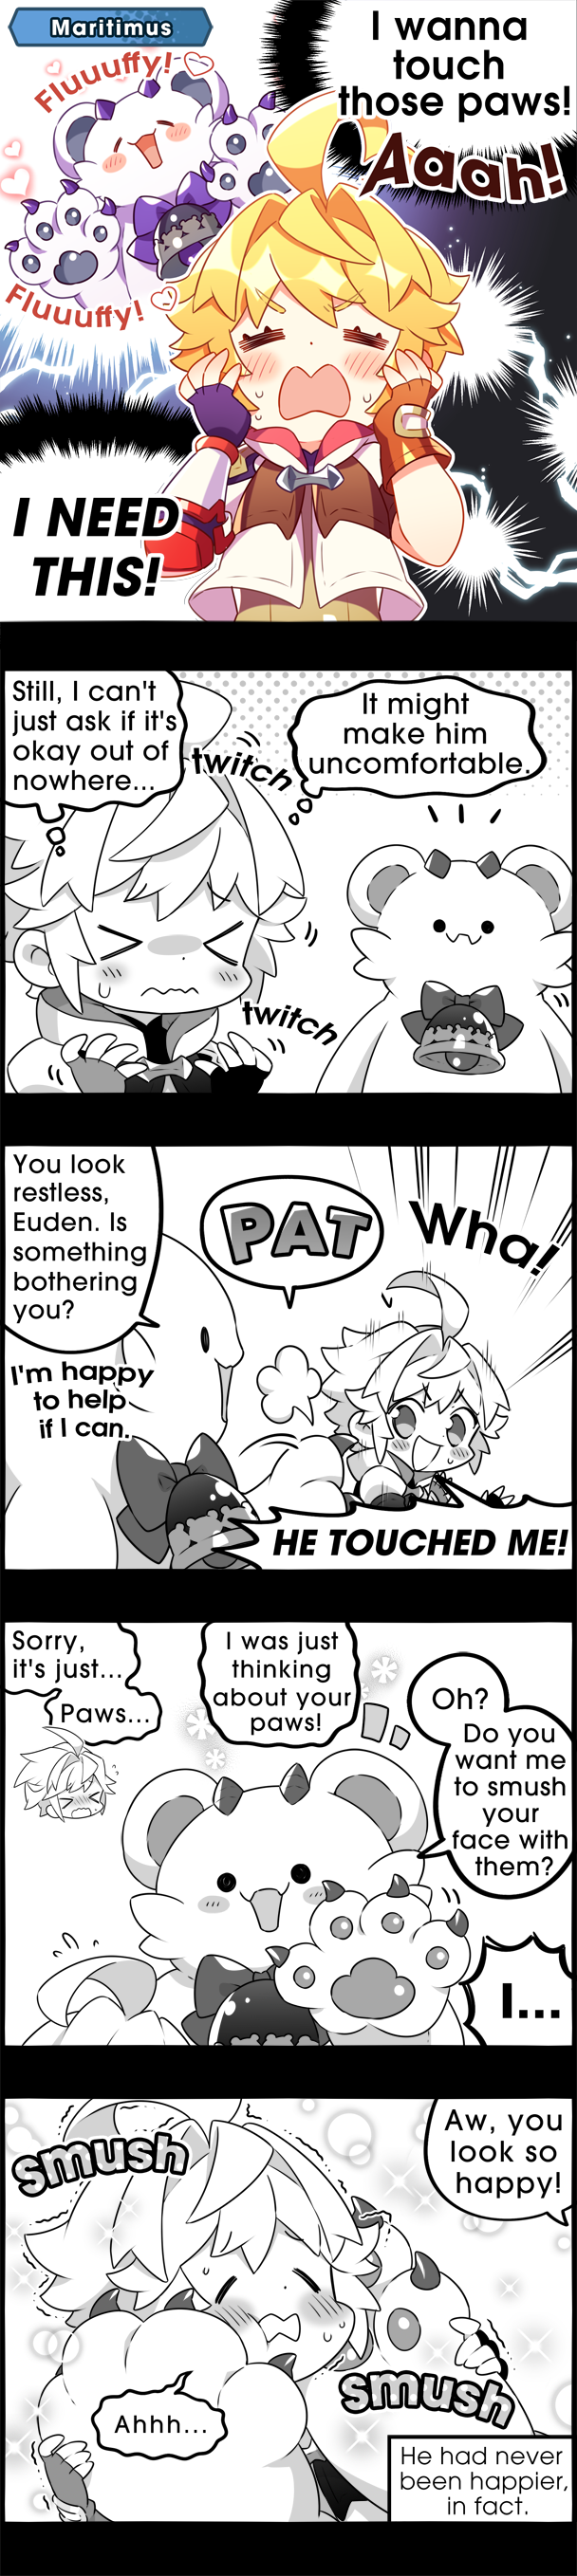 Maritimus
Fluuuffy!
I wanna
touch
those paws!
Aaah!
Fluuuffy!
I NEED
THIS!
Still, I can't
just ask if it's
okay out of
nowhere...
twitch
It might
make him
uncomfortable.
twitch
You look
restless,
Euden. Is
something
bothering
you?
I'm happy
to help
if I can.
PAT
Wha!
HE TOUCHED ME!
Sorry,
it's just...
Paws...
I was just
thinking
about your
paws!
Oh?
Do you
want me
to smush
your
face with
them?
I...
smush
Aw, you
look so
happy!
smush
Ahhh...
He had never
been happier,
in fact.